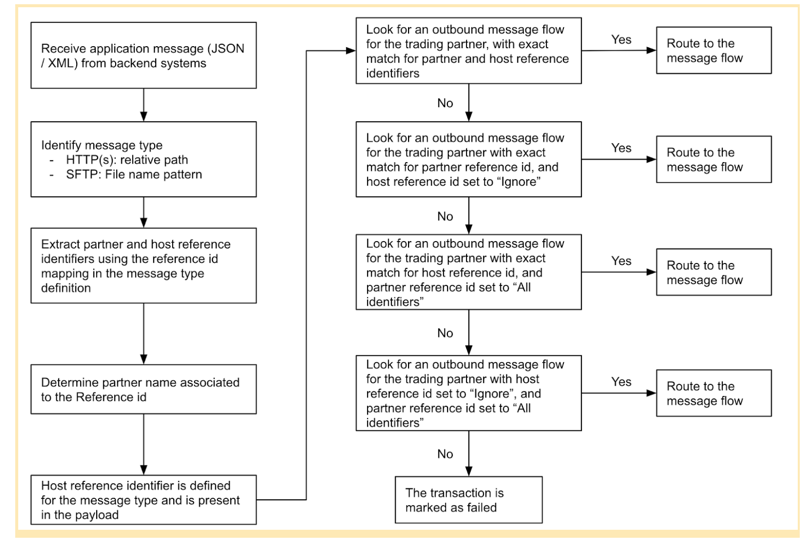 Receive application message (JSON
/ XML) from backend systems
Identify message type
- HTTP(s): relative path
- SFTP: File name pattern
Extract partner and host reference
identifiers using the reference id
mapping in the message type
definition
Determine partner name associated
to the Reference id
Host reference identifier is defined
for the message type and is present
in the payload
Look for an outbound message flow
for the trading partner, with exact
match for partner and host reference
identifiers
Yes
Route to the
message flow
No
Look for an outbound message flow
for the trading partner with exact
match for partner reference id, and
host reference id set to “Ignore”
Yes
Route to the
message flow
No
Look for an outbound message flow
for the trading partner with exact
match for host reference id, and
partner reference id set to “All
identifiers”
Yes
Route to the
message flow
No
Look for an outbound message flow
for the trading partner with host
reference id set to “Ignore”, and
partner reference id set to “All
identifiers”
Yes
Route to the
message flow
No
The transaction is
marked as failed